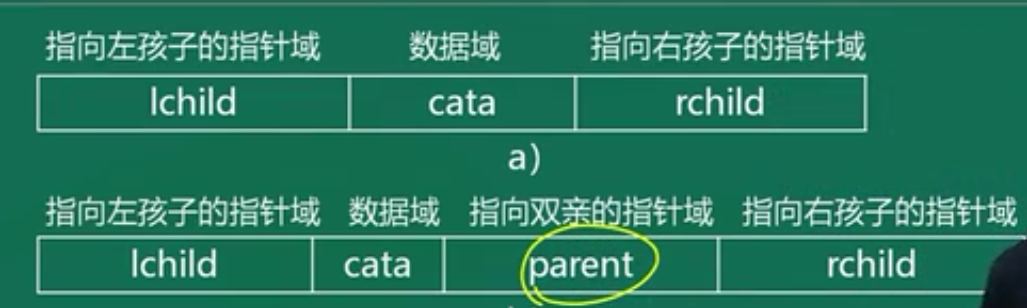 指向左孩子的指针域 数据域 指向右孩子的指针域
lchild cata rchild
a)
指向左孩子的指针域 数据域 指向双亲的指针域 指向右孩子的指针域
lchild cata parent rchild